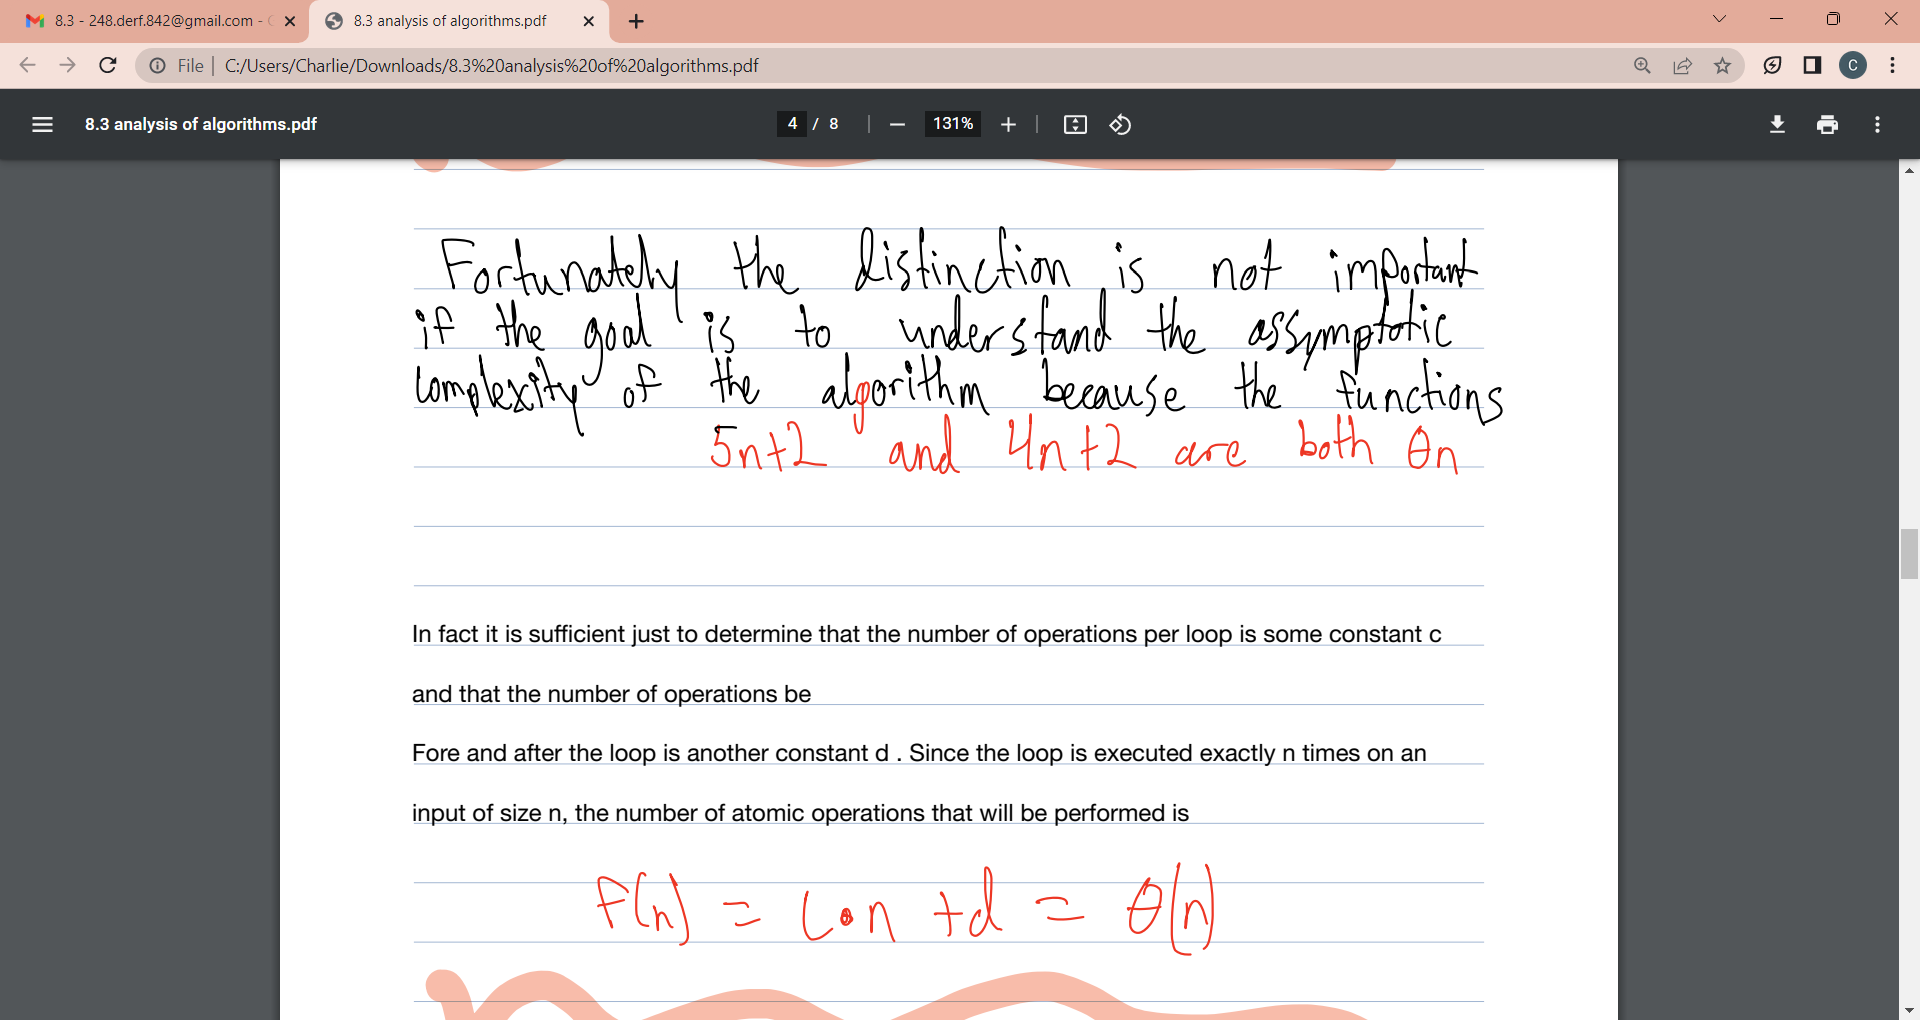 8.3 - 248.derf.842@gmail.com -
8.3 analysis of algorithms.pdf
File | C:/Users/Charlie/Downloads/8.3%20analysis%20of%20algorithms.pdf
C
8.3 analysis of algorithms.pdf
4 / 8
131%
Fortunately the distinction is not important
if the goal is to understand the assymptotic
complexity of the algorithm because the functions
5n+2 and 4n+2 are both θn
In fact it is sufficient just to determine that the number of operations per loop is some constant c
and that the number of operations be
Fore and after the loop is another constant d . Since the loop is executed exactly n times on an
input of size n, the number of atomic operations that will be performed is
f(n) = c•n +d = θ(n)